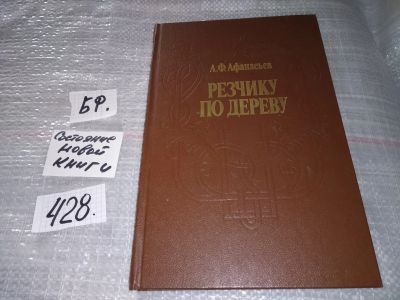 БР.
Состояние
новой
книги
428.
А.Ф. Афанасьев
РЕЗЧИКУ
ПО ДЕРЕВУ